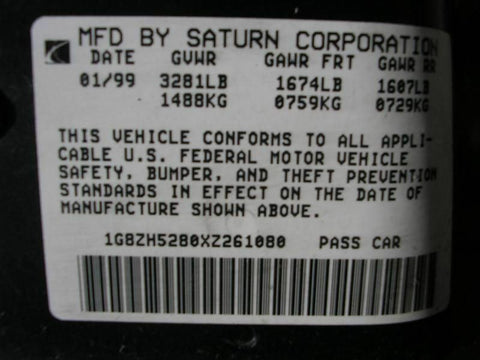 MFD BY SATURN CORPORATION
DATE GVWR GAWR FRT GAWR RR
01/99 3281LB 1674LB 1607LB
1488KG 0759KG 0729KG
THIS VEHICLE CONFORMS TO ALL APPLI-
CABLE U.S. FEDERAL MOTOR VEHICLE
SAFETY, BUMPER, AND THEFT PREVENTION
STANDARDS IN EFFECT ON THE DATE OF
MANUFACTURE SHOWN ABOVE.
1G8ZH5280XZ261080 PASS CAR